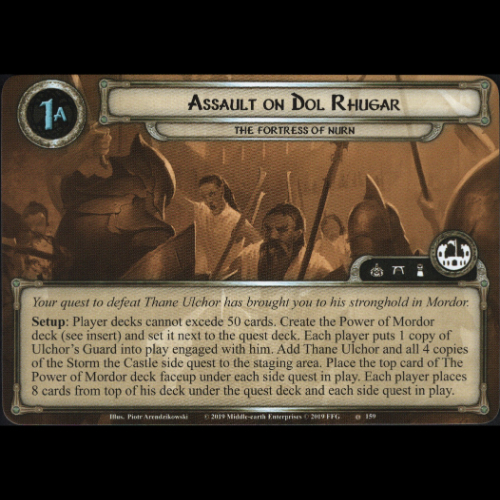 1A
ASSAULT ON DOL RHUGAR
THE FORTRESS OF NURN
Your quest to defeat Thane Ulchor has brought you to his stronghold in Mordor.
Setup: Player decks cannot excede 50 cards. Create the Power of Mordor
deck (see insert) and set it next to the quest deck. Each player puts 1 copy of
Ulchor's Guard into play engaged with him. Add Thane Ulchor and all 4 copies
of the Storm the Castle side quest to the staging area. Place the top card of The
Power of Mordor deck faceup under each side quest in play. Each player places
8 cards from top of his deck under the quest deck and each side quest in play.
Illus. Piotr Arendzikowski © 2019 Middle-earth Enterprises © 2019 FFG 159